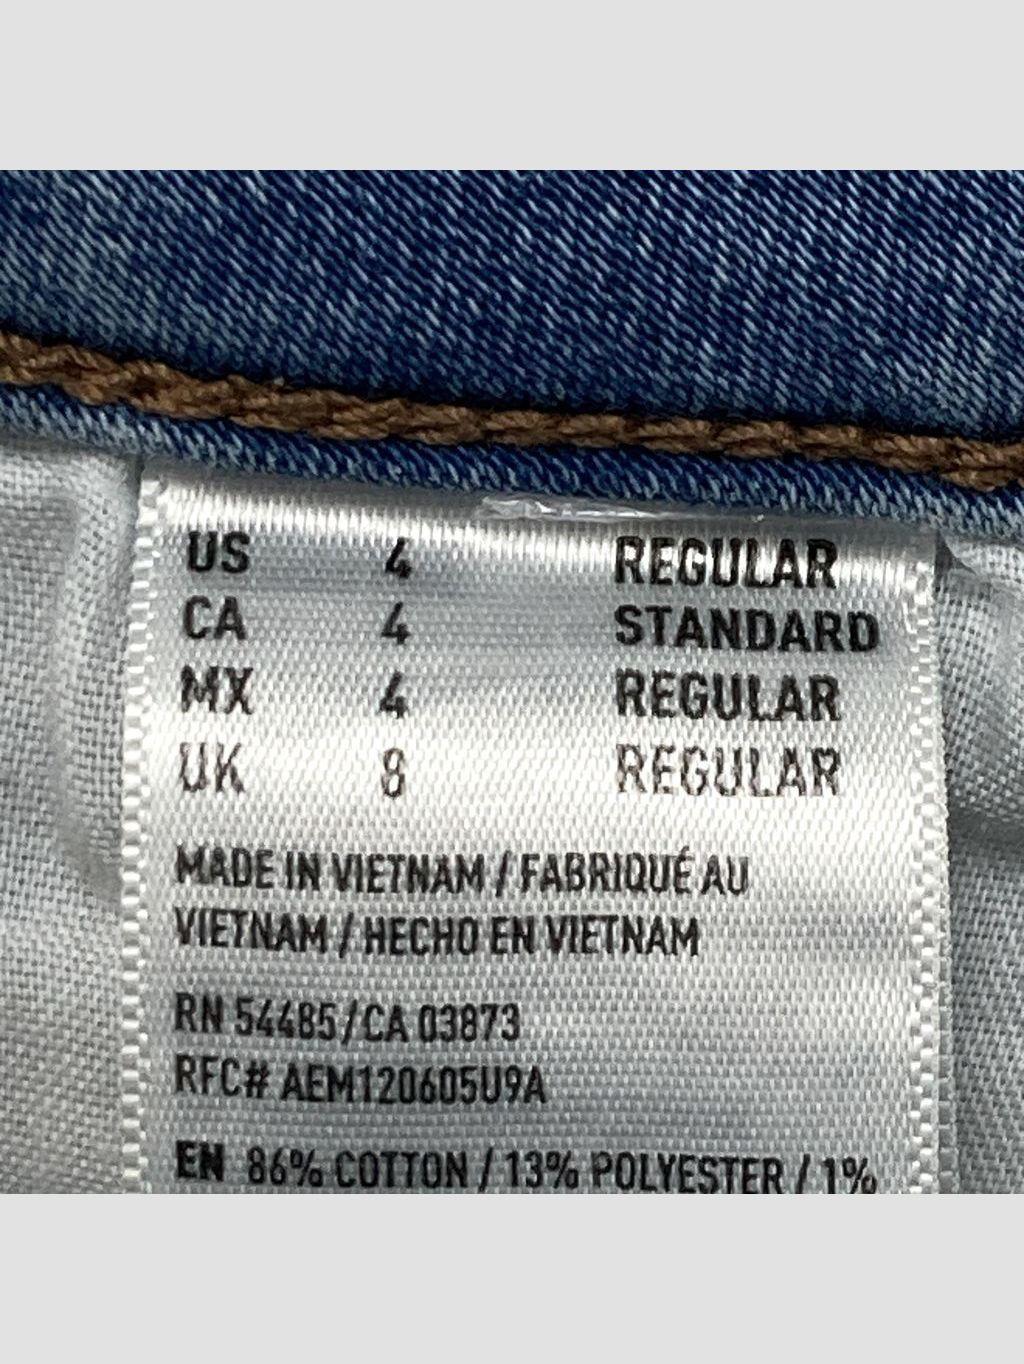 US 4 REGULAR
CA 4 STANDARD
MX 4 REGULAR
UK 8 REGULAR
MADE IN VIETNAM / FABRIQUÉ AU
VIETNAM / HECHO EN VIETNAM
RN 54485/CA 03873
RFC# AEM120605U9A
EN 86% COTTON / 13% POLYESTER / 1%